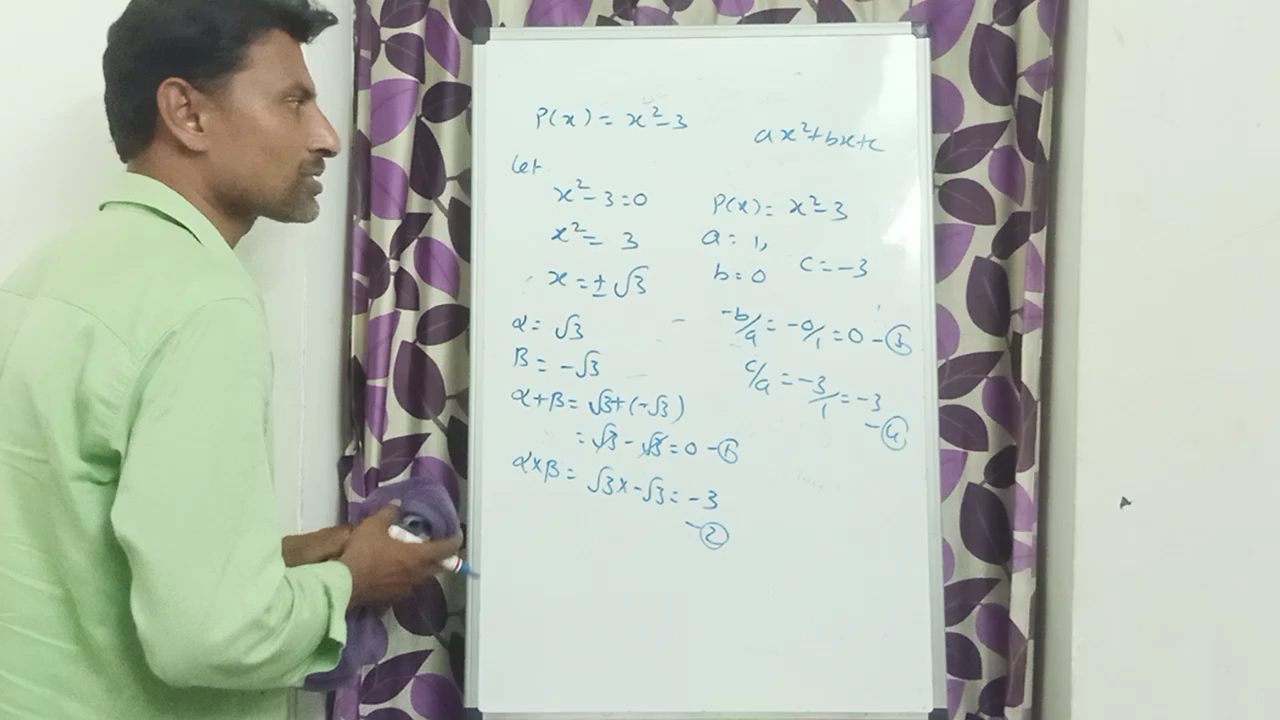 P(x) = x²-3
ax²+bx+c
Let
x²-3=0
x²= 3
x = ± √3
α = √3
β = -√3
α+β = √3+(-√3)
= √3 - √3 = 0 -①
α×β = √3×-√3 = -3
-②
P(x) = x²-3
a = 1,
b = 0 c = -3
-b/a = -0/1 = 0 -③
c/a = -3/1 = -3
-④